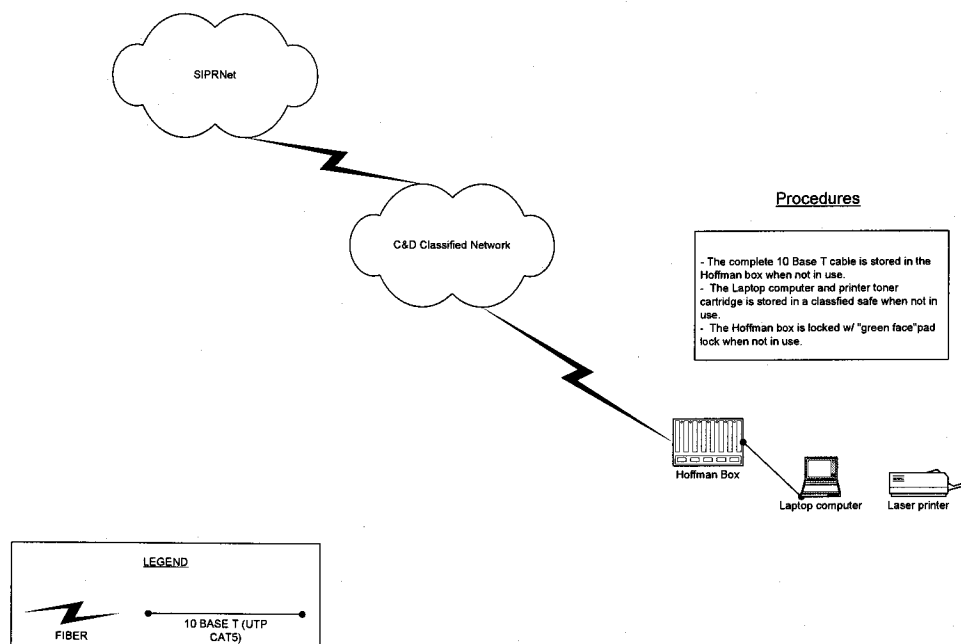 SIPRNet
C&D Classified Network
Procedures
- The complete 10 Base T cable is stored in the
Hoffman box when not in use.
- The Laptop computer and printer toner
cartridge is stored in a classfied safe when not in
use.
- The Hoffman box is locked w/ "green face"pad
lock when not in use.
Hoffman Box
Laptop computer
Laser printer
LEGEND
FIBER
10 BASE T (UTP
CAT5)